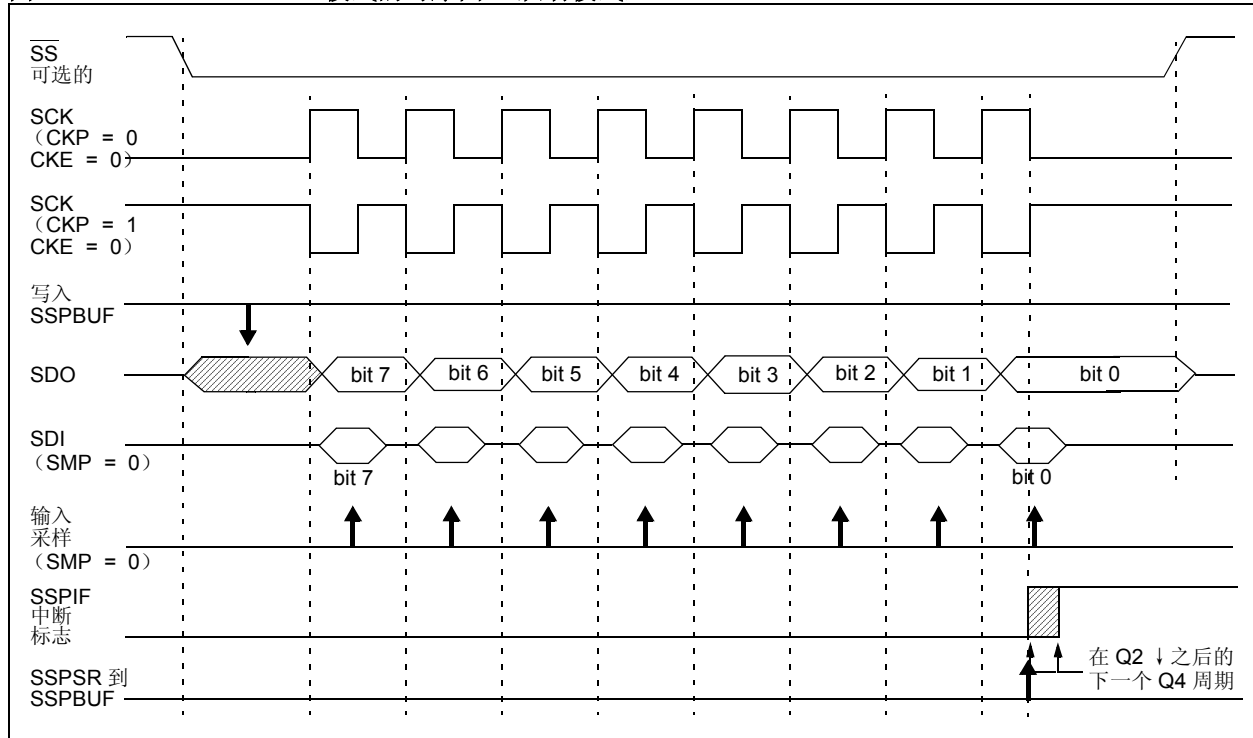 SS
可选的
SCK
（CKP = 0
CKE = 0）
SCK
（CKP = 1
CKE = 0）
写入
SSPBUF
SDO
bit 7 bit 6 bit 5 bit 4 bit 3 bit 2 bit 1 bit 0
SDI
（SMP = 0）
bit 7 bit 0
输入
采样
（SMP = 0）
SSPIF
中断
标志
在 Q2 ↓之后的
下一个 Q4 周期
SSPSR 到
SSPBUF